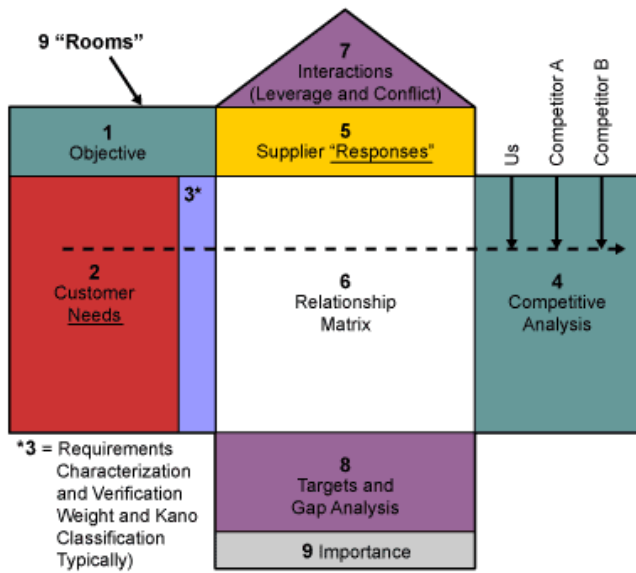 9 “Rooms”
7
Interactions
(Leverage and Conflict)
1
Objective
5
Supplier “Responses”
Us
Competitor A
Competitor B
3*
2
Customer
Needs
6
Relationship
Matrix
4
Competitive
Analysis
*3 = Requirements
Characterization
and Verification
Weight and Kano
Classification
Typically)
8
Targets and
Gap Analysis
9 Importance